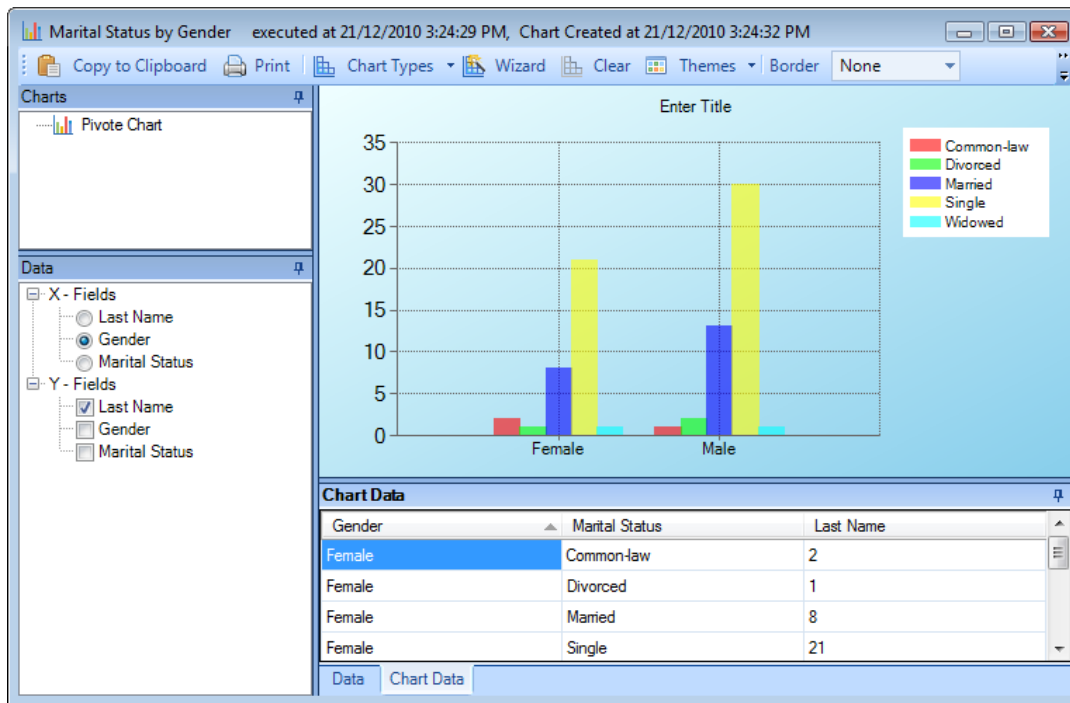 Marital Status by Gender executed at 21/12/2010 3:24:29 PM, Chart Created at 21/12/2010 3:24:32 PM
Copy to Clipboard Print Chart Types Wizard Clear Themes Border None
Charts
Pivote Chart
Data
X - Fields
Last Name
Gender
Marital Status
Y - Fields
Last Name
Gender
Marital Status
Enter Title
35
30
25
20
15
10
5
0
Female Male
Common-law
Divorced
Married
Single
Widowed
Chart Data
Gender Marital Status Last Name
Female Common-law 2
Female Divorced 1
Female Married 8
Female Single 21
Data Chart Data